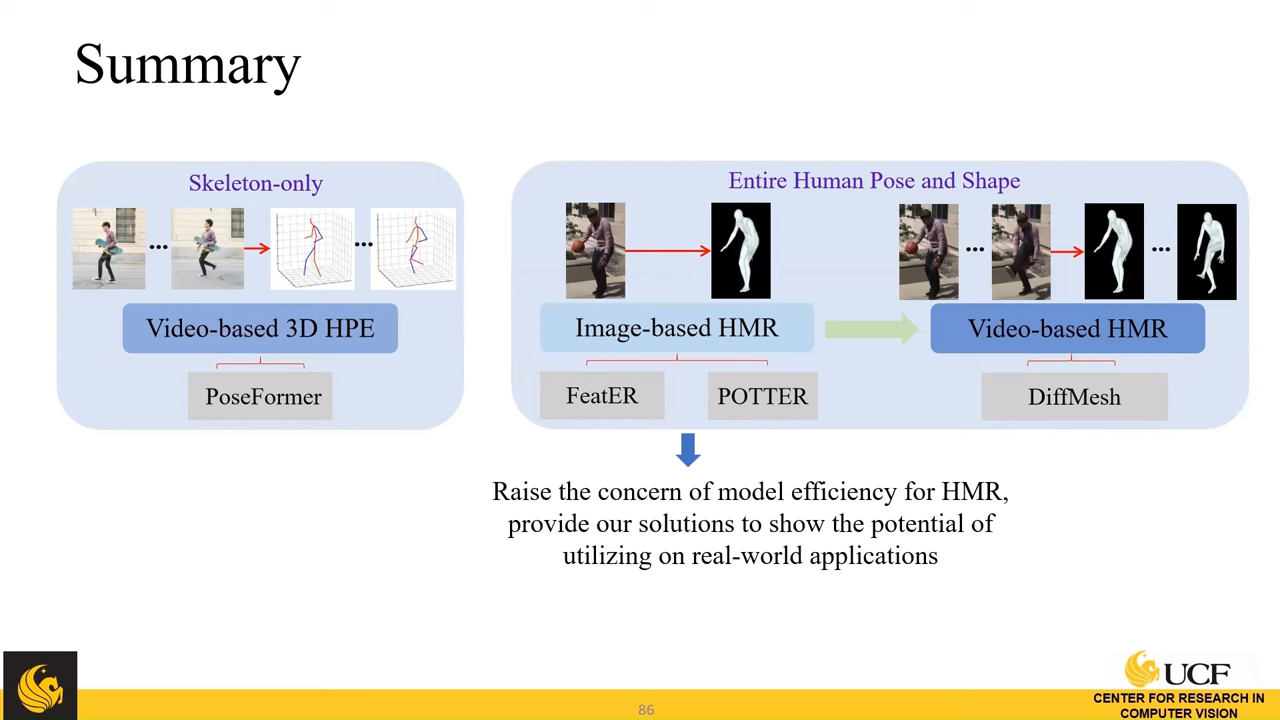 Summary
Skeleton-only
Video-based 3D HPE
PoseFormer
Entire Human Pose and Shape
Image-based HMR
Video-based HMR
FeatER
POTTER
DiffMesh
Raise the concern of model efficiency for HMR,
provide our solutions to show the potential of
utilizing on real-world applications
86
UCF
CENTER FOR RESEARCH IN
COMPUTER VISION